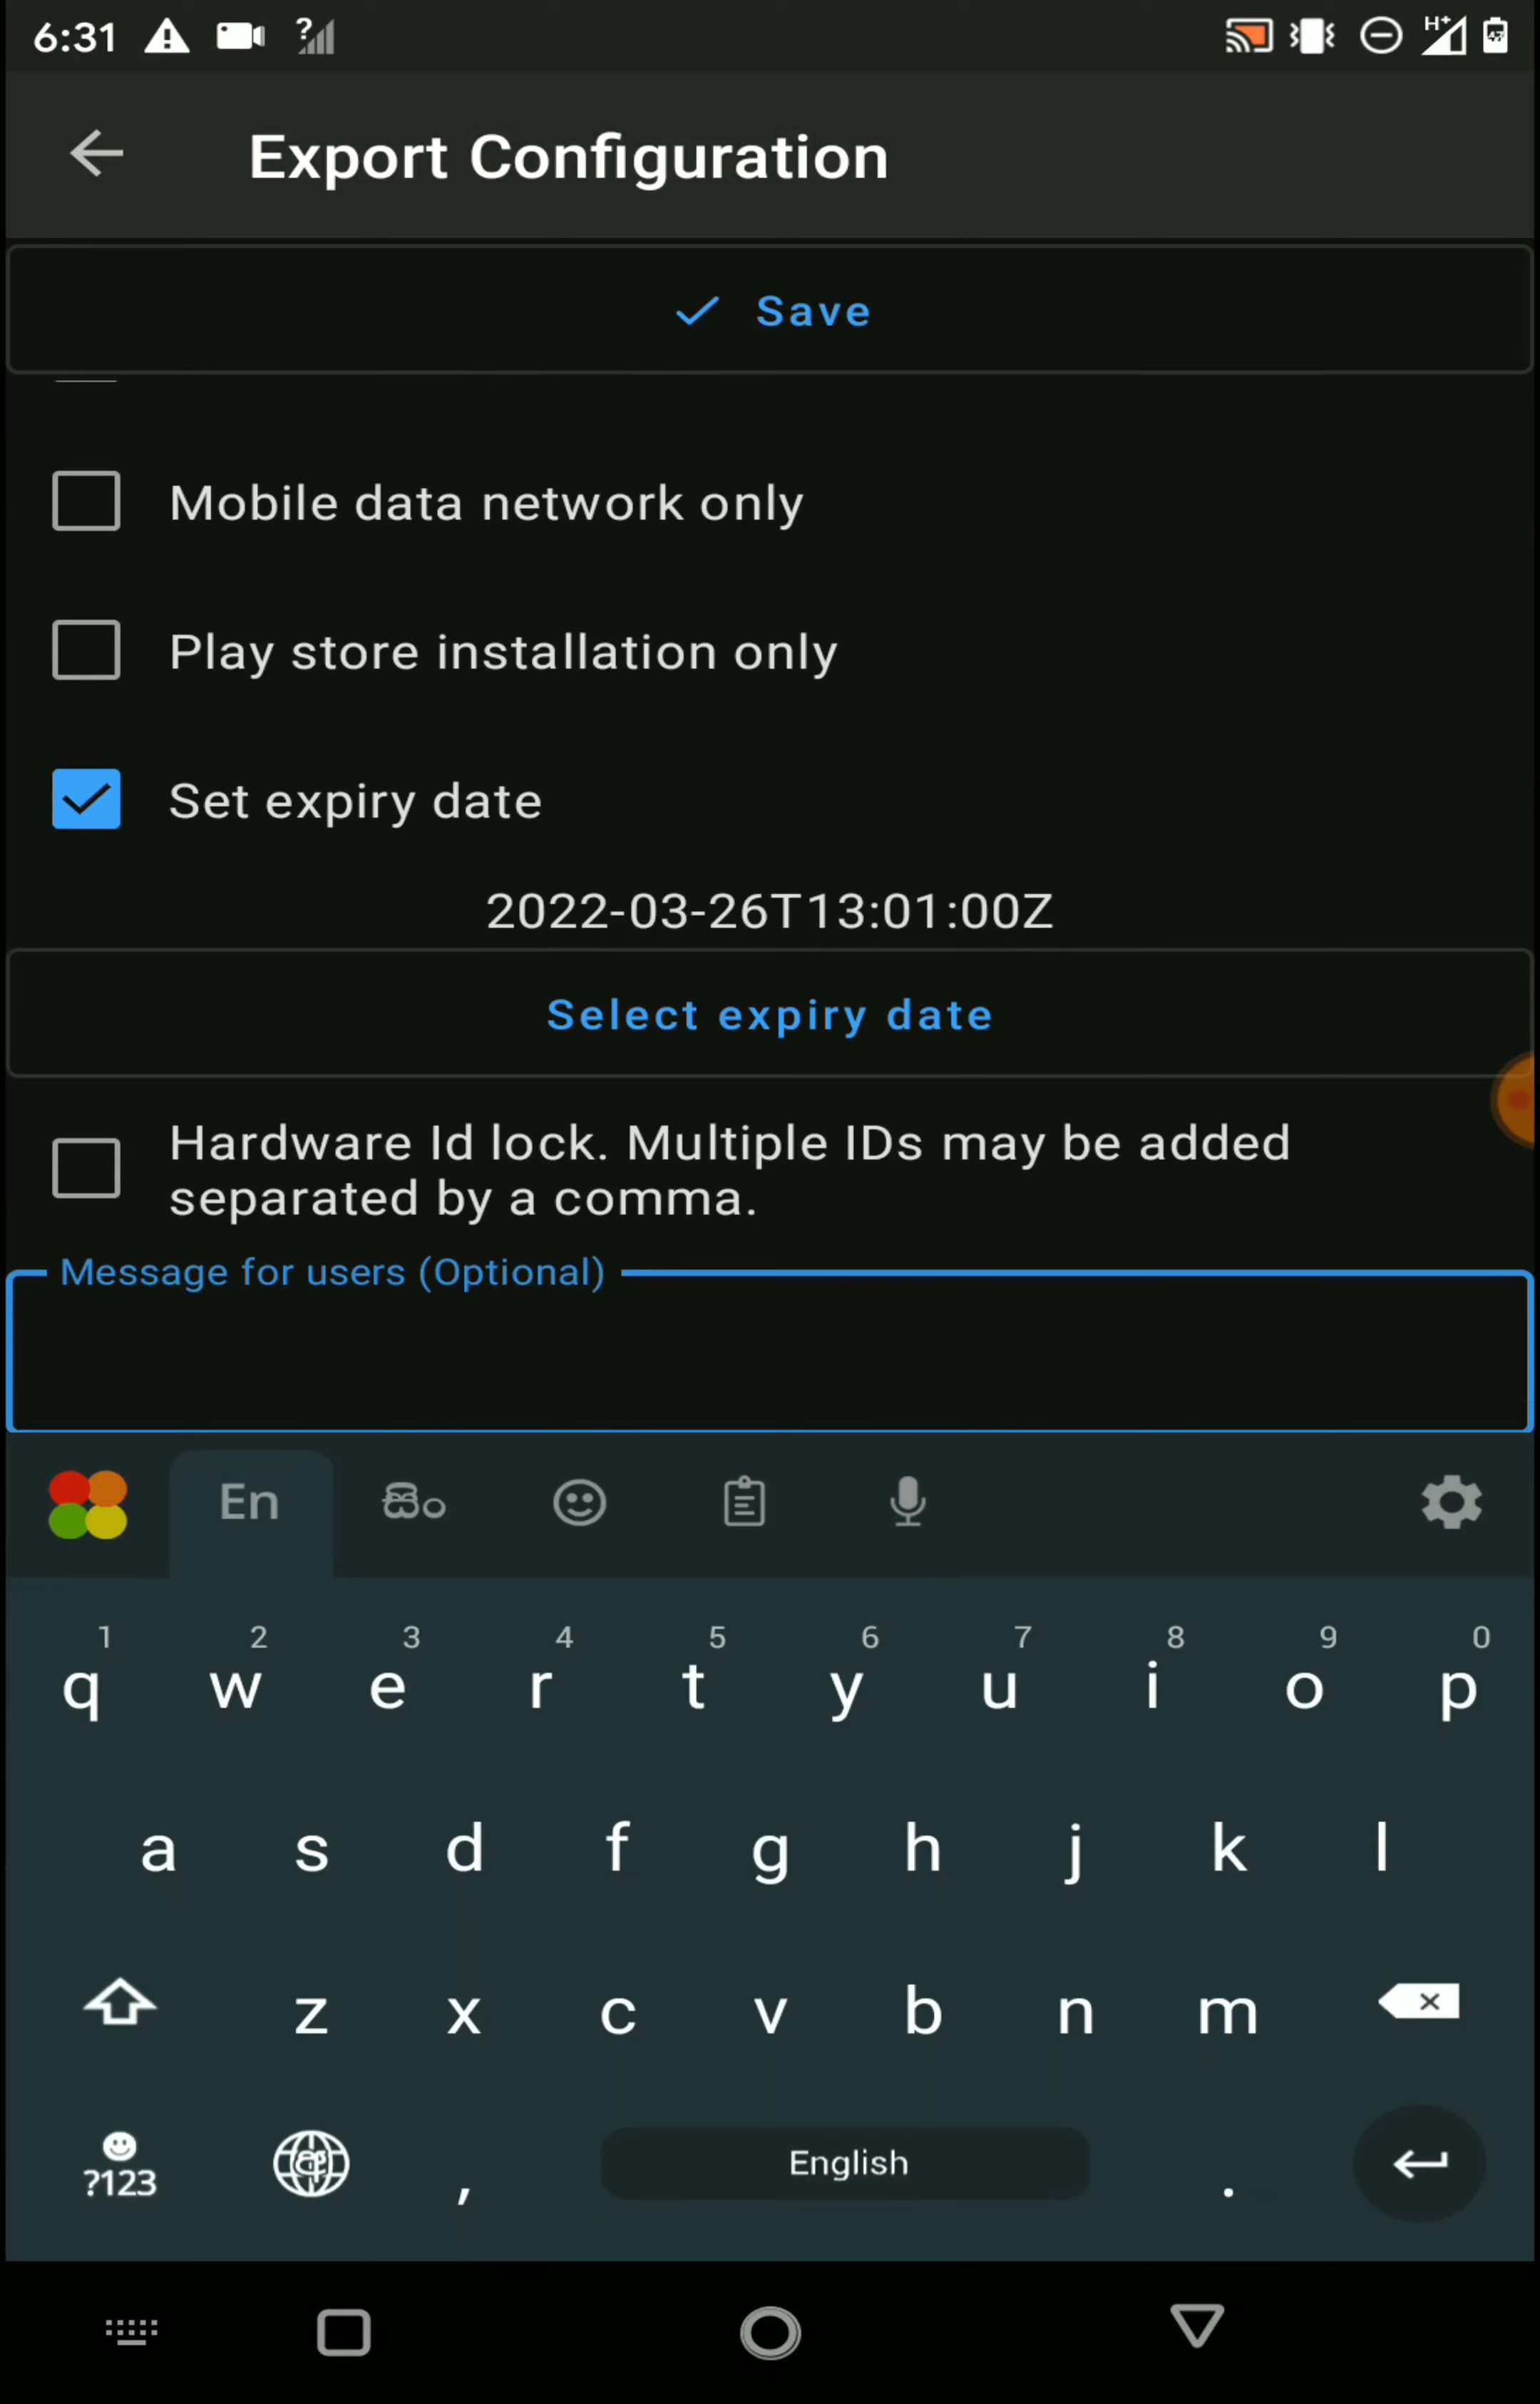 6:31
?
H+
47
Export Configuration
Save
Mobile data network only
Play store installation only
Set expiry date
2022-03-26T13:01:00Z
Select expiry date
Hardware Id lock. Multiple IDs may be added
separated by a comma.
Message for users (Optional)
En
1 2 3 4 5 6 7 8 9 0
q w e r t y u i o p
a s d f g h j k l
z x c v b n m
?123 , English .